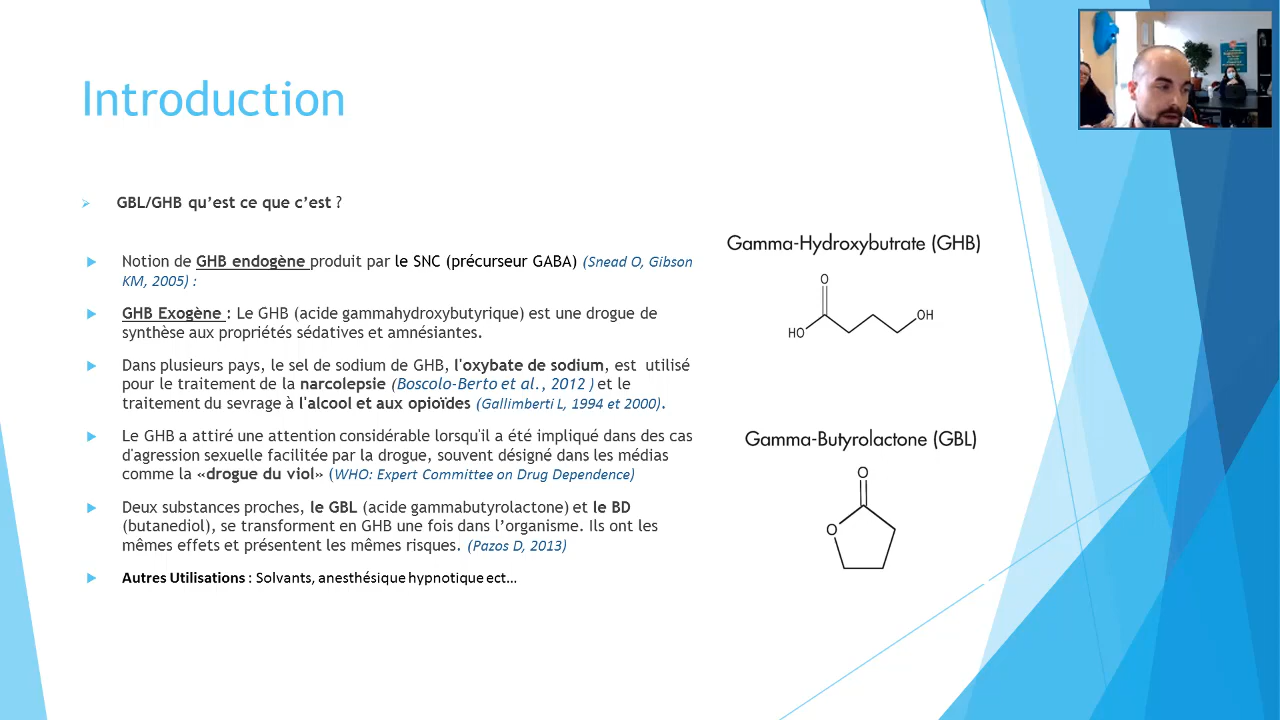 Introduction
GBL/GHB qu’est ce que c’est ?
Notion de GHB endogène produit par le SNC (précurseur GABA) (Snead O, Gibson
KM, 2005) :
GHB Exogène : Le GHB (acide gammahydroxybutyrique) est une drogue de
synthèse aux propriétés sédatives et amnésiantes.
Dans plusieurs pays, le sel de sodium de GHB, l'oxybate de sodium, est utilisé
pour le traitement de la narcolepsie (Boscolo-Berto et al., 2012 ) et le
traitement du sevrage à l'alcool et aux opioïdes (Gallimberti L, 1994 et 2000).
Le GHB a attiré une attention considérable lorsqu'il a été impliqué dans des cas
d'agression sexuelle facilitée par la drogue, souvent désigné dans les médias
comme la «drogue du viol» (WHO: Expert Committee on Drug Dependence)
Deux substances proches, le GBL (acide gammabutyrolactone) et le BD
(butanediol), se transforment en GHB une fois dans l’organisme. Ils ont les
mêmes effets et présentent les mêmes risques. (Pazos D, 2013)
Autres Utilisations : Solvants, anesthésique hypnotique ect…
Gamma-Hydroxybutrate (GHB)
O
HO
OH
Gamma-Butyrolactone (GBL)
O
O